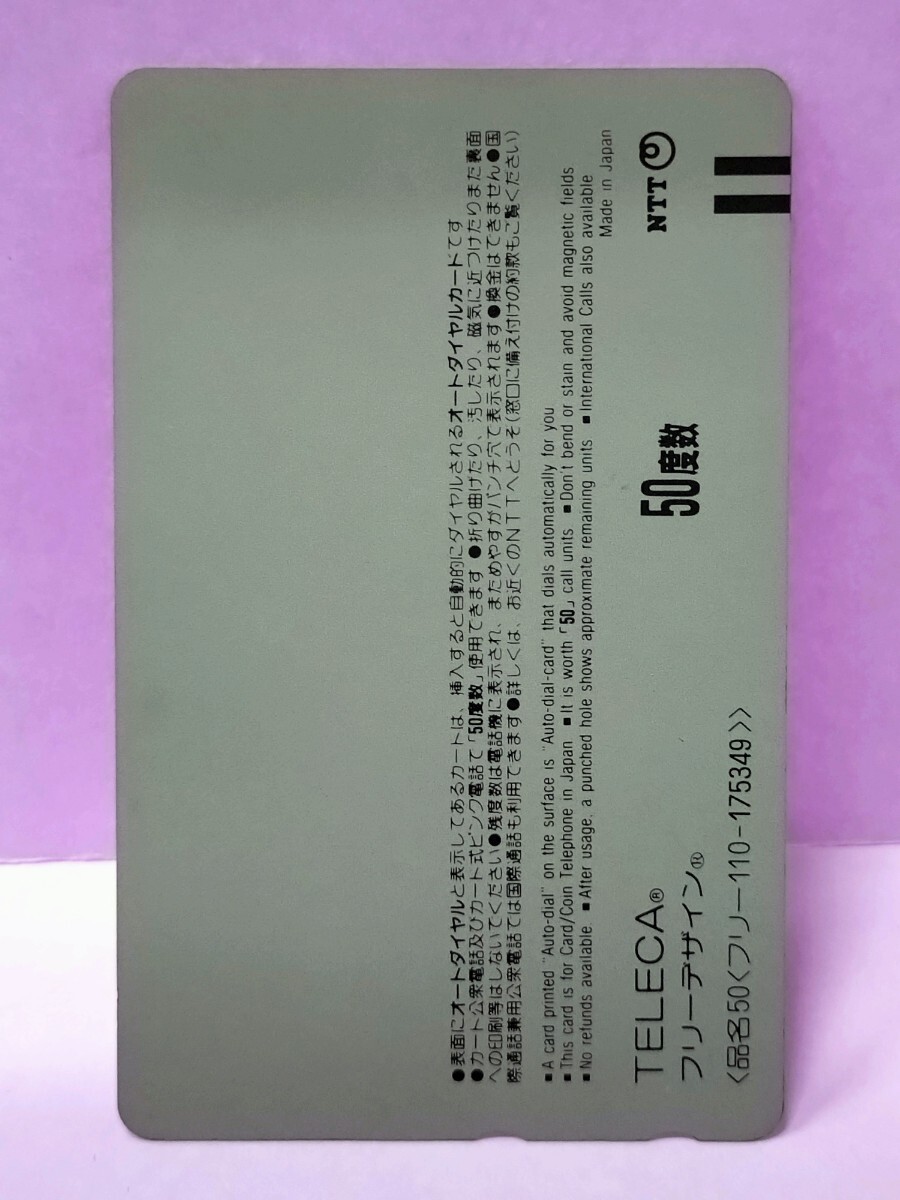 ●表面にオートダイヤルと表示してあるカードは、挿入すると自動的にダイヤルされるオートダイヤルカードです
●カード公衆電話及びカード式ピンク電話で「50度数」使用できます ●折り曲げたり、汚したり、磁気に近づけたりまた裏面
への印刷等はしないでください●残度数は電話機に表示され、まためやすがパンチ穴で表示されます●換金はできません●国
際通話兼用公衆電話では国際通話も利用できます●詳しくは、お近くのNTTへどうぞ(窓口に備え付けの約款もご覧ください)
■A card printed "Auto-dial" on the surface is "Auto-dial-card" that dials automatically for you
■This card is for Card/Coin Telephone in Japan ■It is worth「50」call units ■Don't bend or stain and avoid magnetic fields
■No refunds available. ■After usage, a punched hole shows approximate remaining units ■International Calls also available
Made in Japan
TELECA® 50度数 NTT
フリーデザイン®
<品名50<フリー110-175349>>